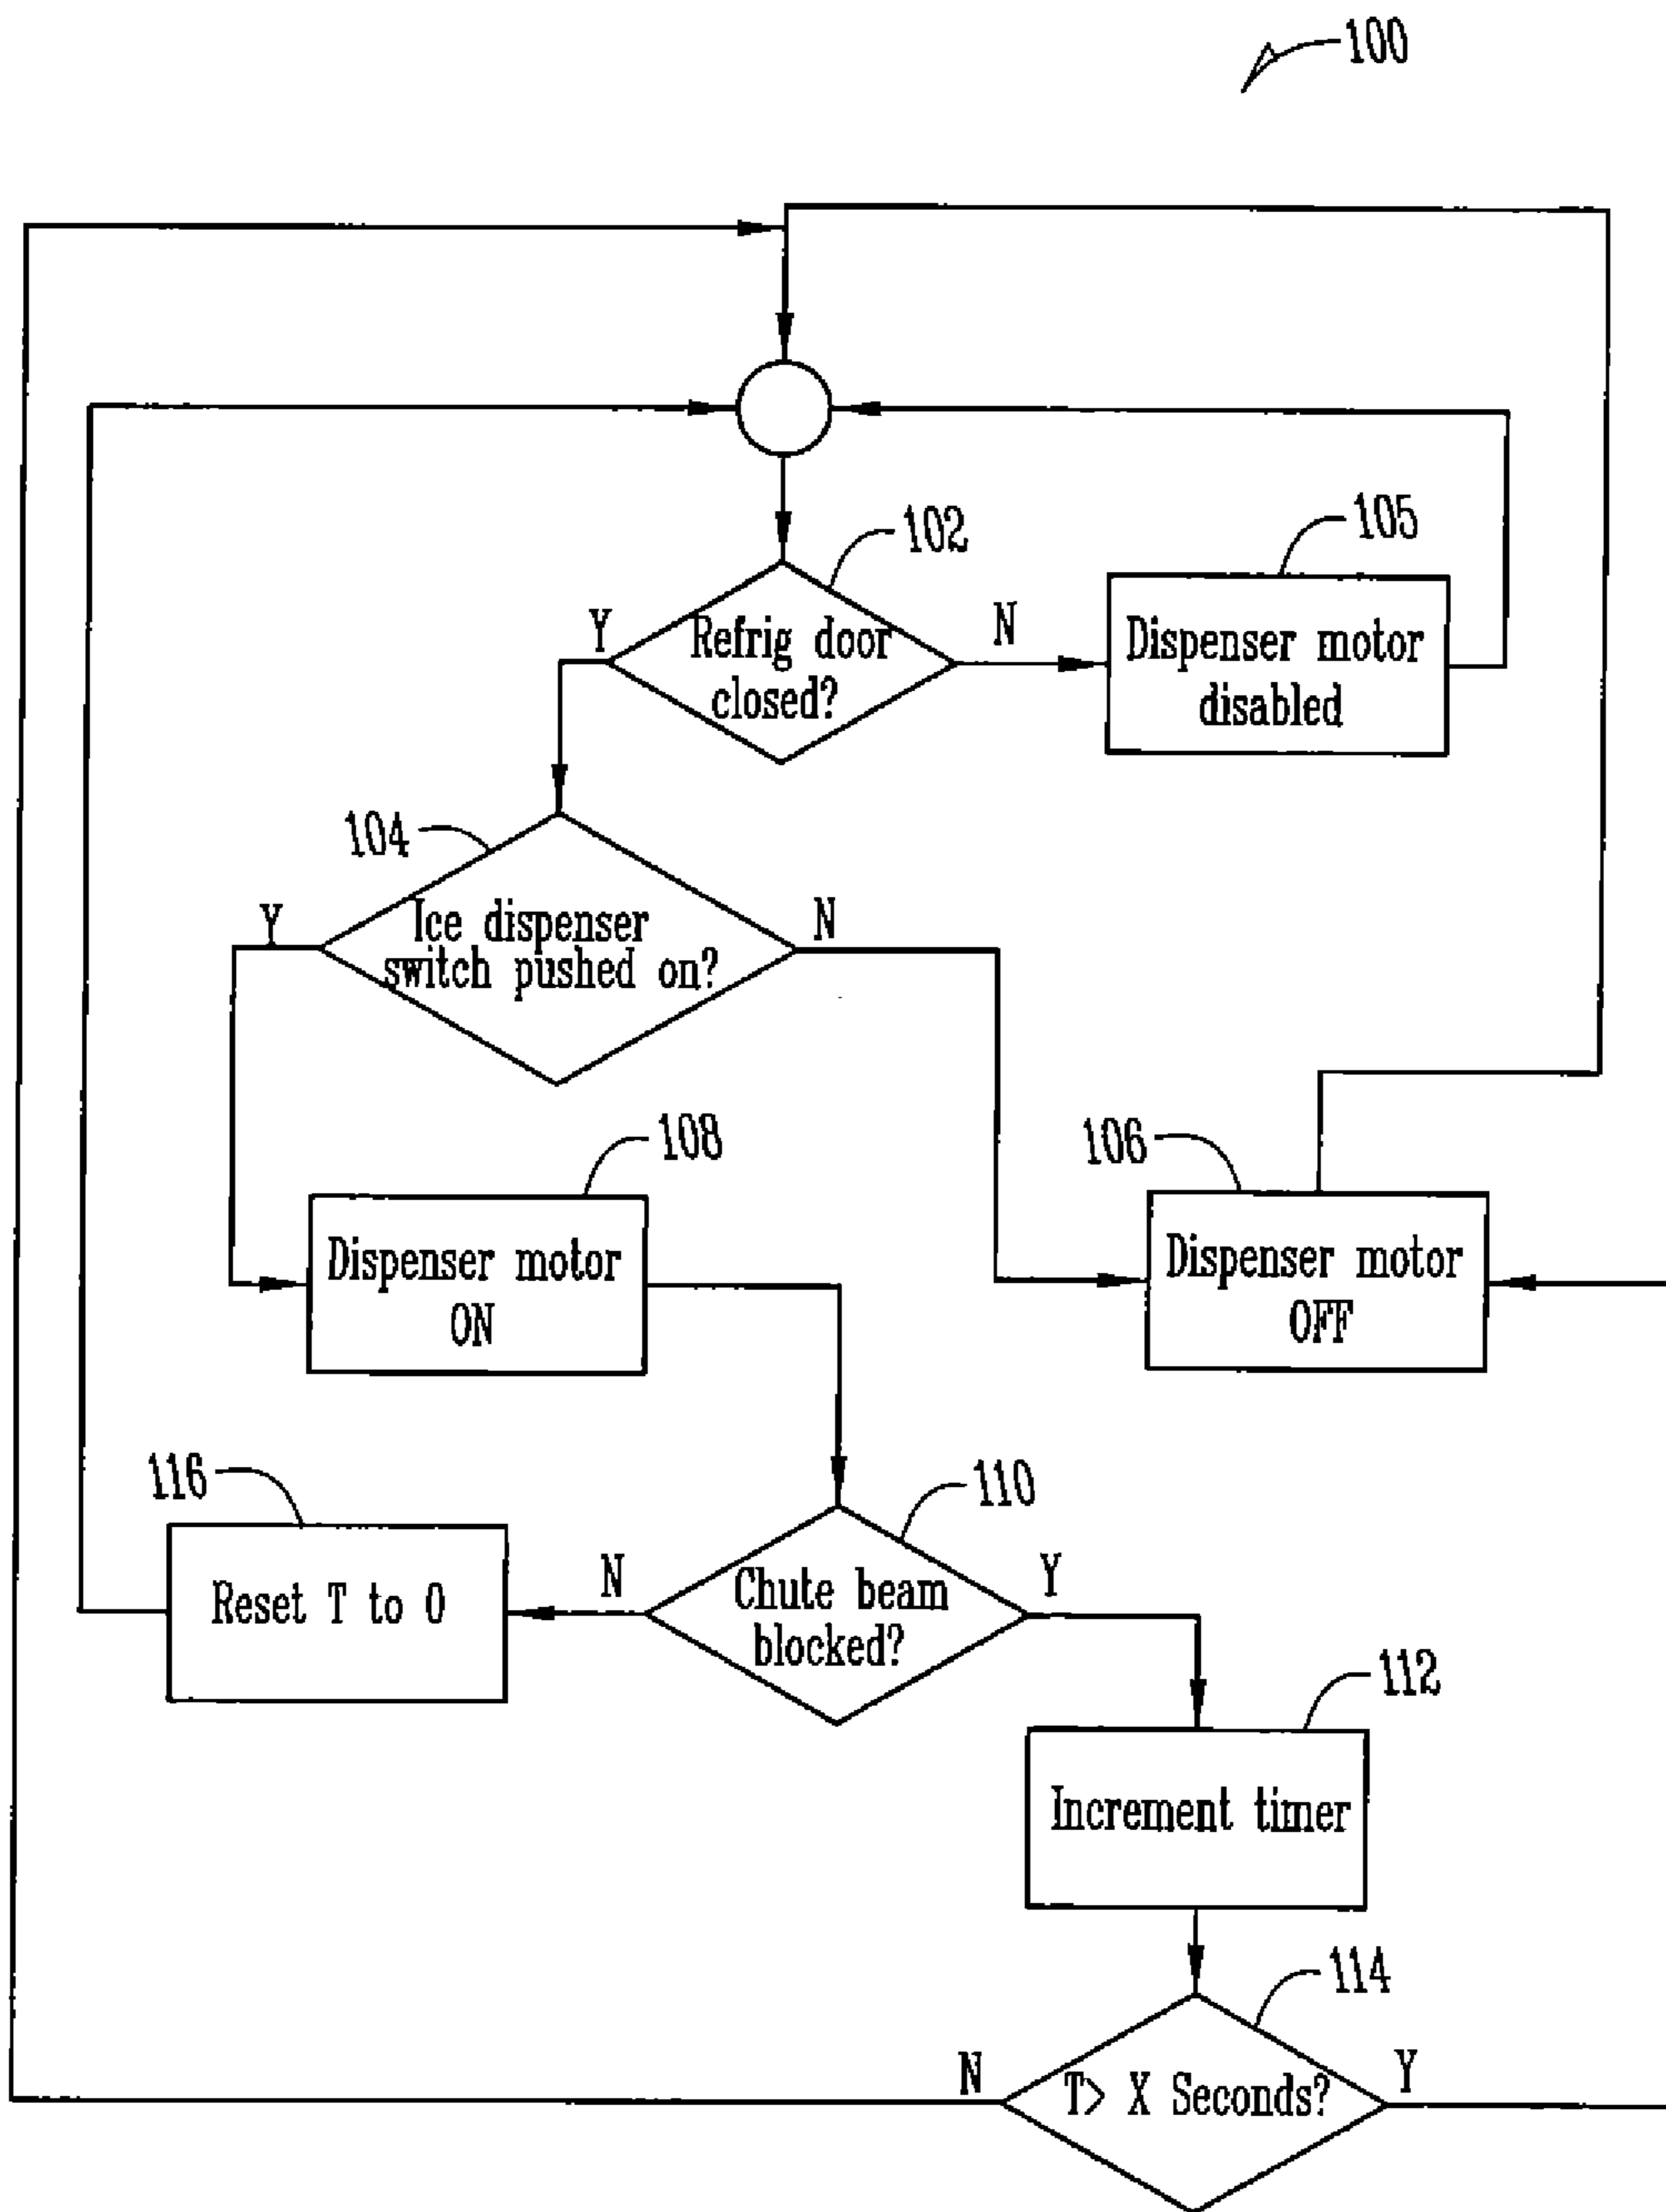 100
102
105
Y
Refrig door
closed?
N
Dispenser motor
disabled
104
Y
Ice dispenser
switch pushed on?
N
108
106
Dispenser motor
ON
Dispenser motor
OFF
116
110
Reset T to 0
N
Chute beam
blocked?
Y
112
Increment timer
114
N
T> X Seconds?
Y